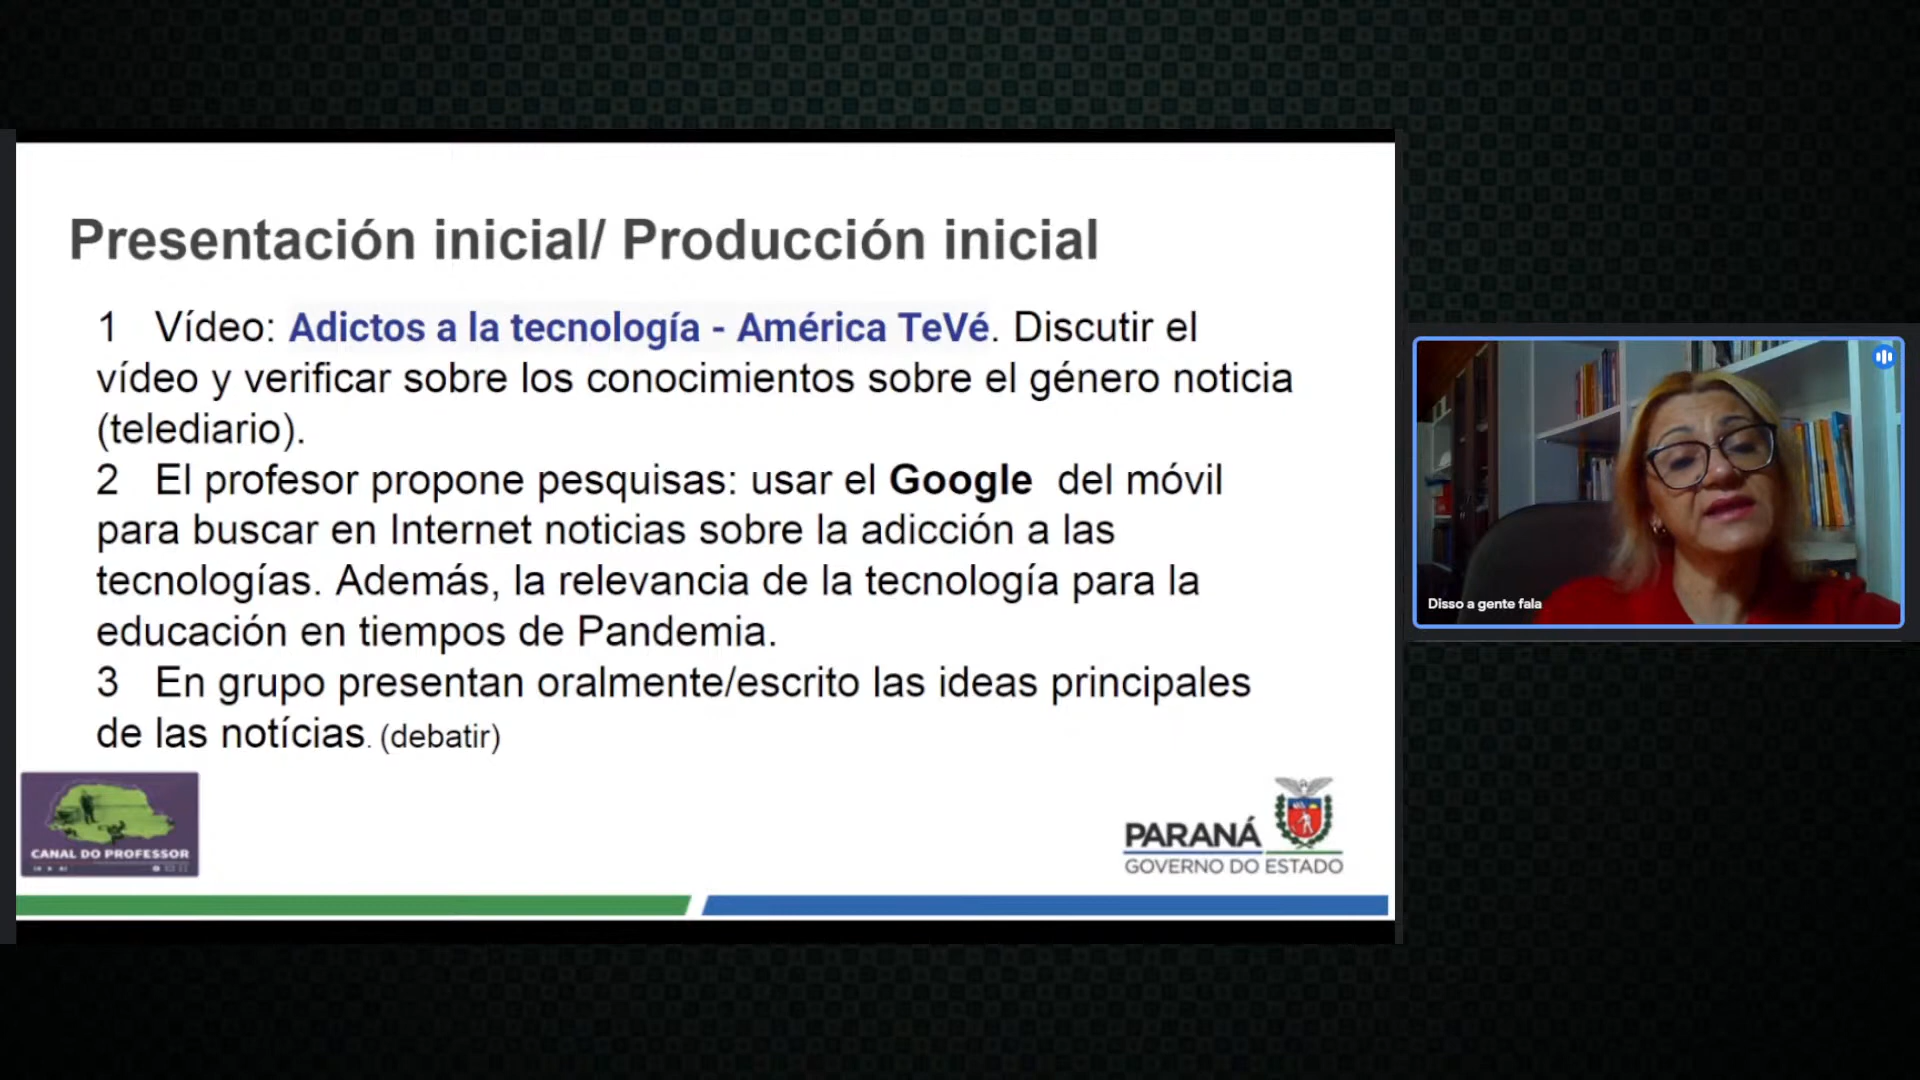 Presentación inicial/ Producción inicial
1 Vídeo: Adictos a la tecnología - América TeVé. Discutir el
vídeo y verificar sobre los conocimientos sobre el género noticia
(telediario).
2 El profesor propone pesquisas: usar el Google del móvil
para buscar en Internet noticias sobre la adicción a las
tecnologías. Además, la relevancia de la tecnología para la
educación en tiempos de Pandemia.
3 En grupo presentan oralmente/escrito las ideas principales
de las notícias. (debatir)
CANAL DO PROFESSOR
PARANÁ
GOVERNO DO ESTADO
Disso a gente fala